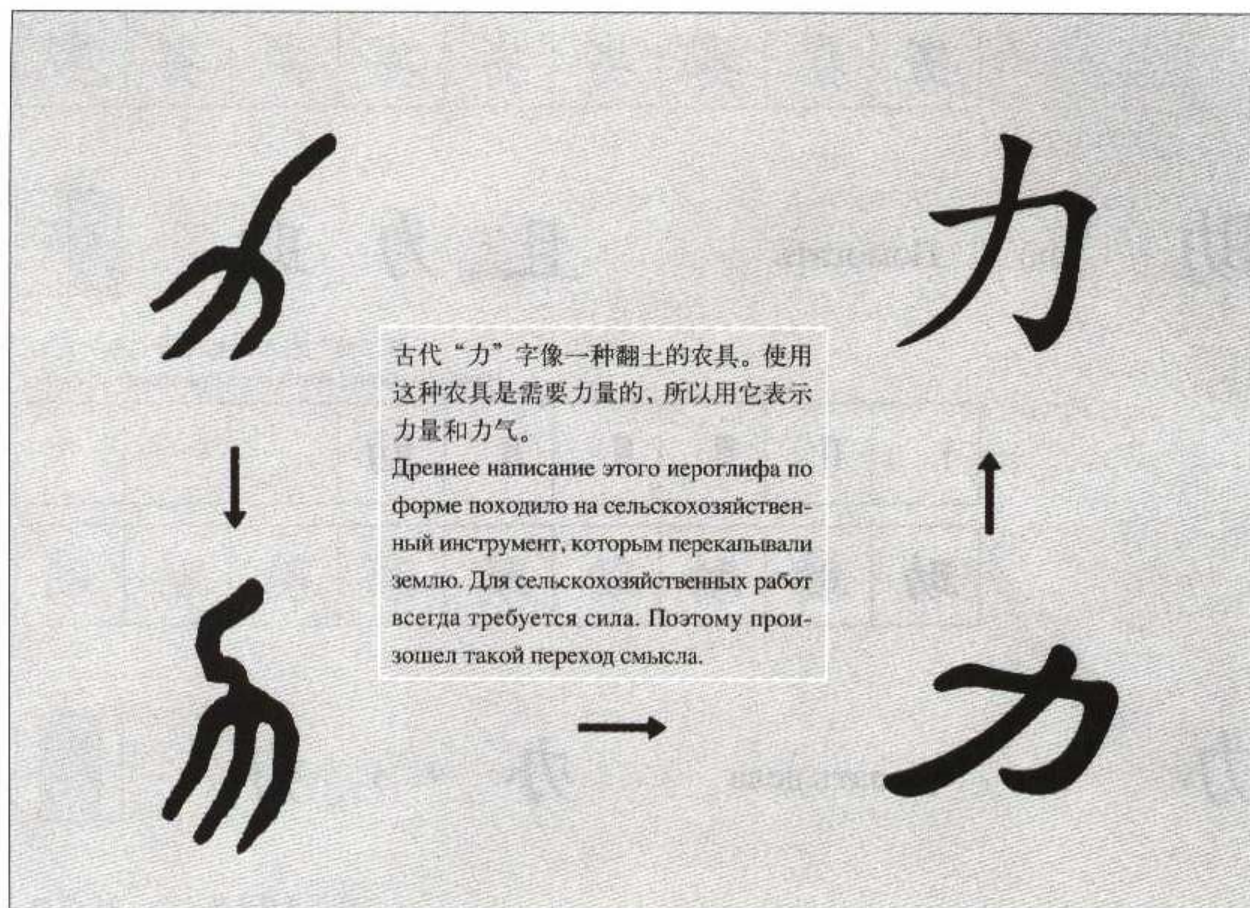 力
古代“力”字像一种翻土的农具。使用
这种农具是需要力量的、所以用它表示
力量和力气。
Древнее написание этого иероглифа по
форме походило на сельскохозяйствен-
ный инструмент, которым перекапывали
землю. Для сельскохозяйственных работ
всегда требуется сила. Поэтому прои-
зошел такой переход смысла.
力